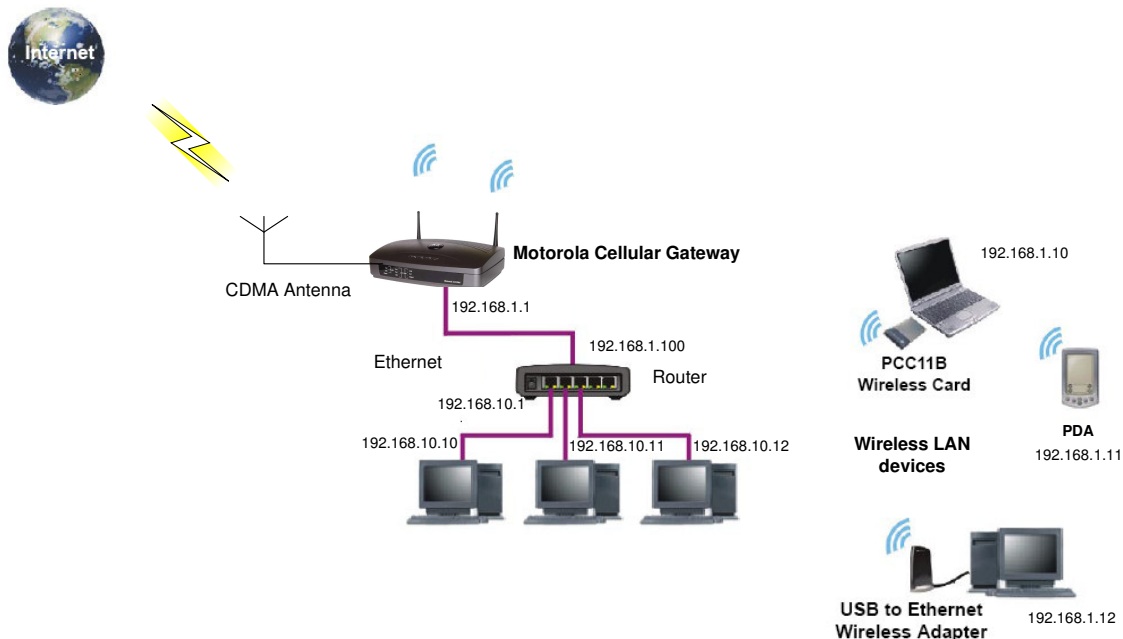 Internet
Motorola Cellular Gateway
CDMA Antenna
192.168.1.1
Ethernet
192.168.1.100
Router
192.168.10.1
192.168.10.10
192.168.10.11
192.168.10.12
192.168.1.10
PCC11B
Wireless Card
PDA
192.168.1.11
Wireless LAN
devices
USB to Ethernet
Wireless Adapter
192.168.1.12